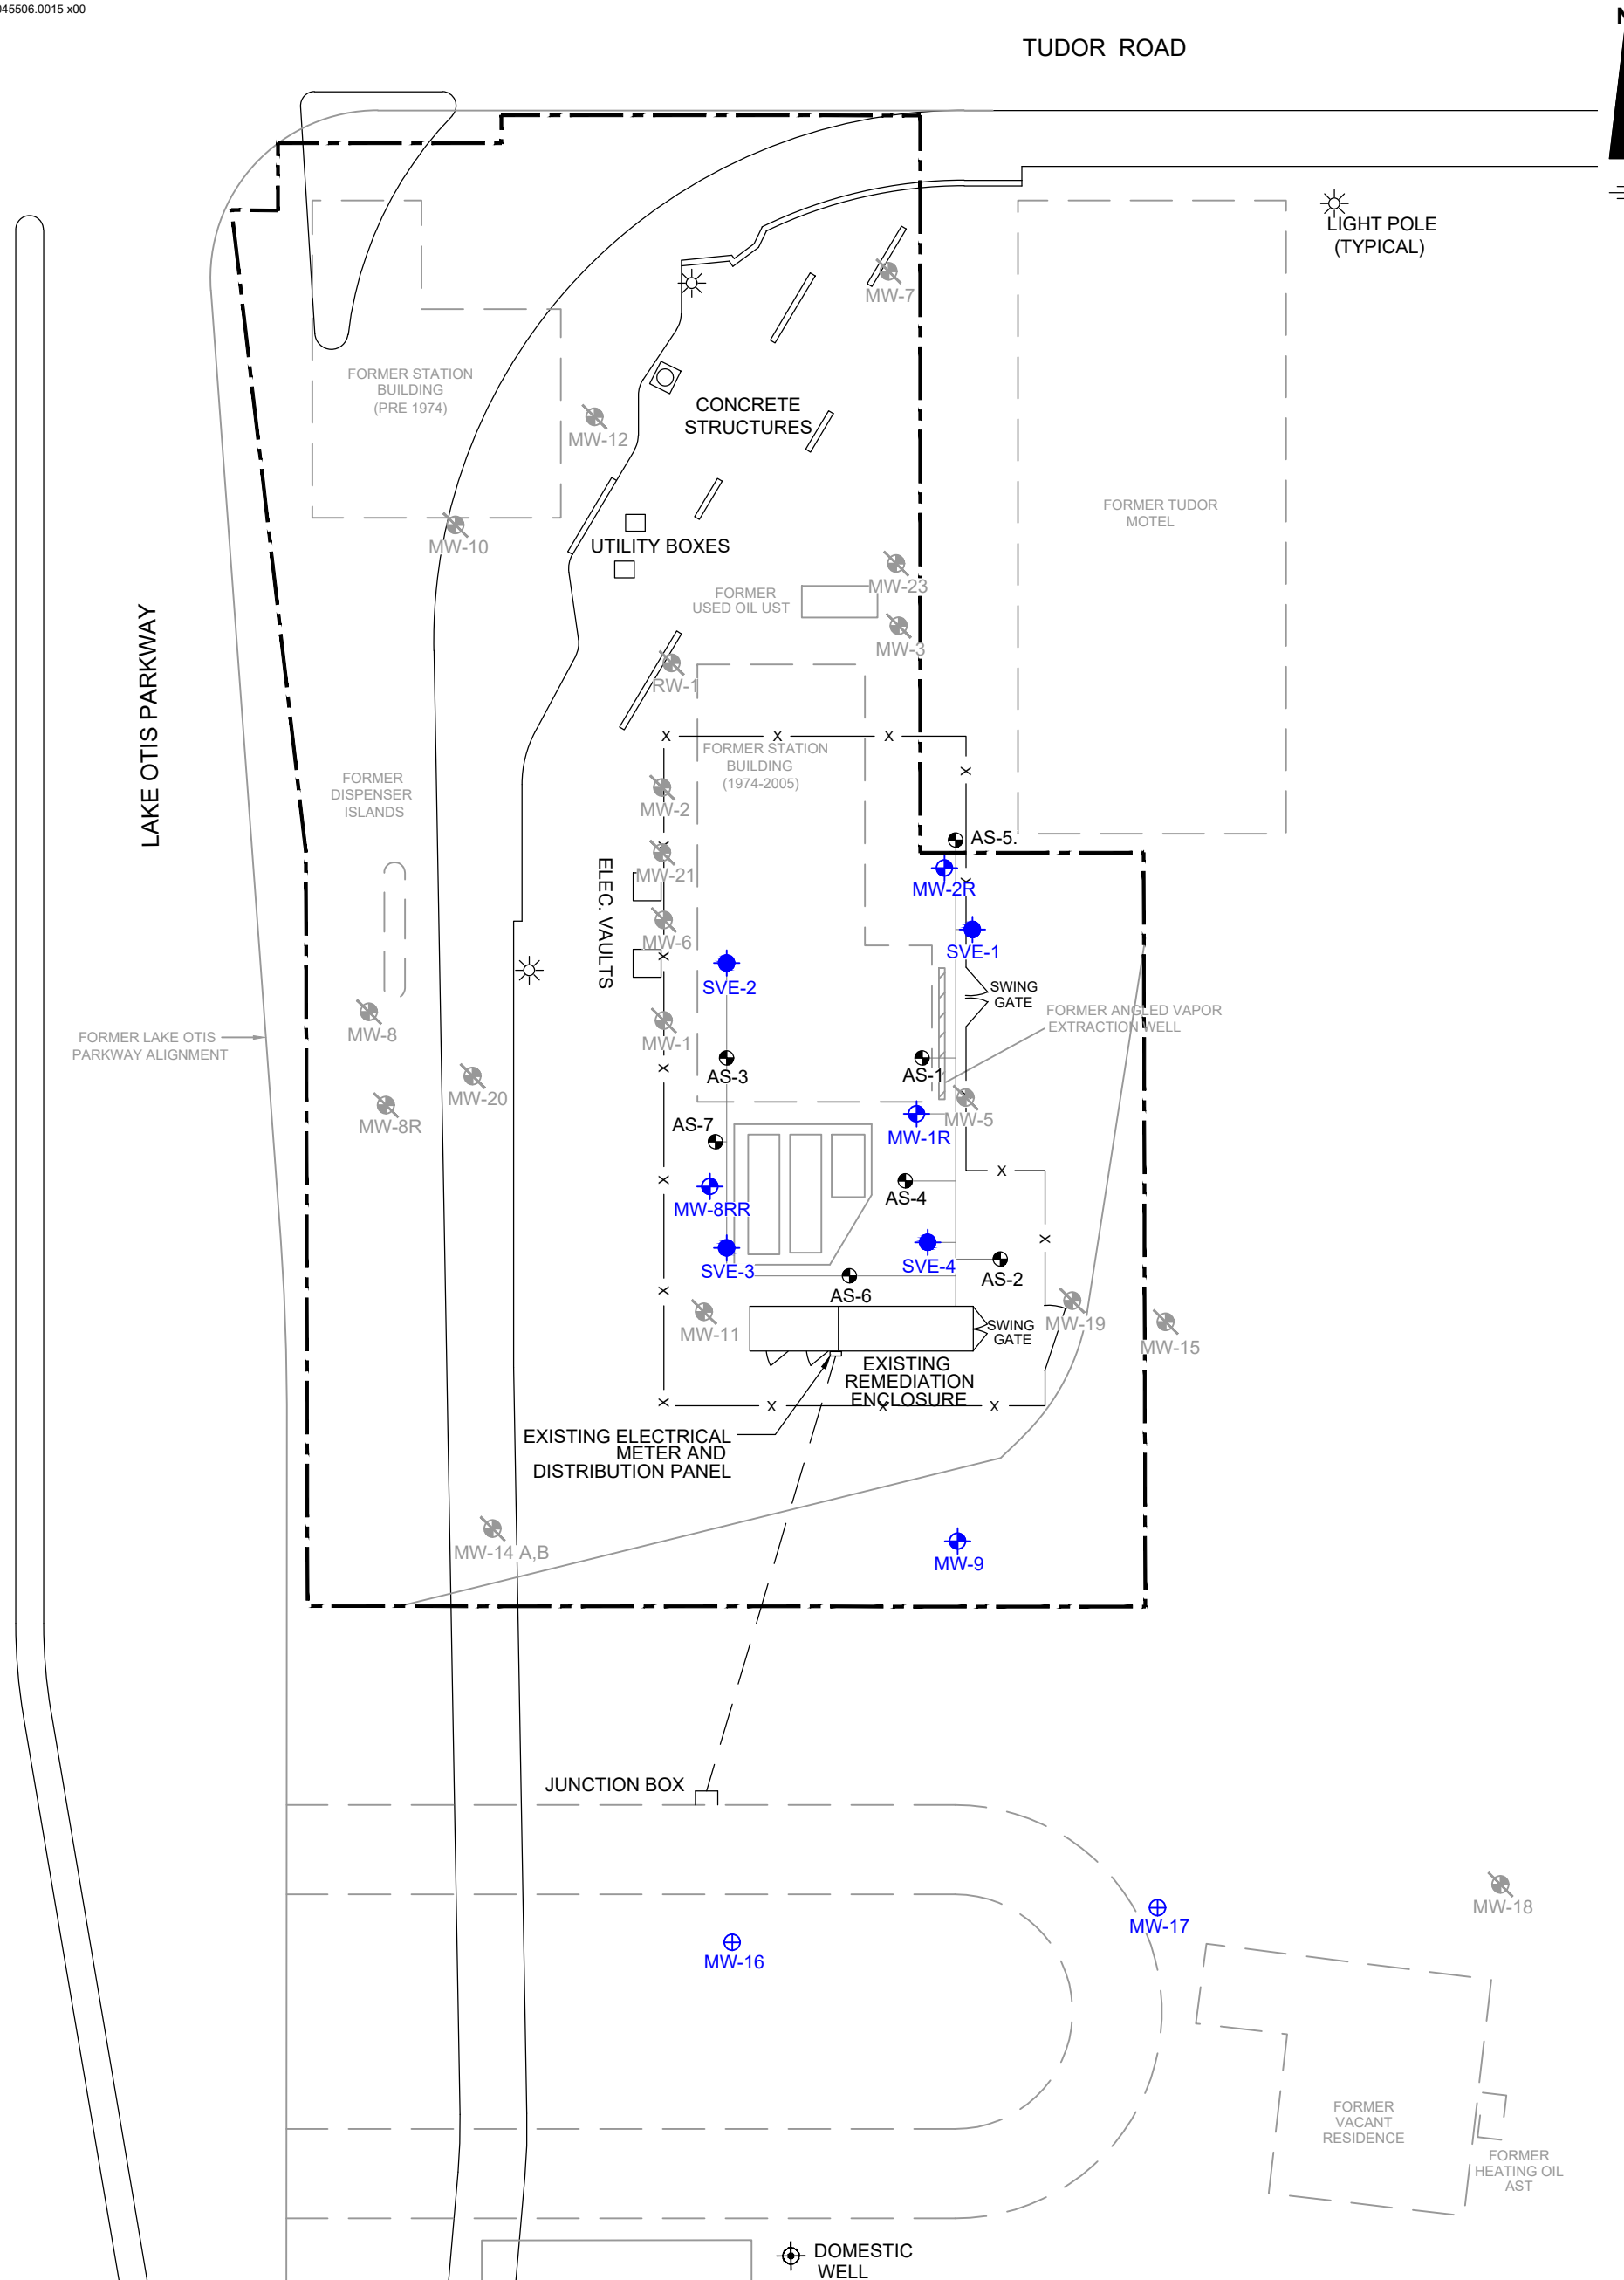 045506.0015 x00
TUDOR ROAD
N
LIGHT POLE
(TYPICAL)
MW-7
FORMER STATION
BUILDING
(PRE 1974)
CONCRETE
STRUCTURES
MW-12
FORMER TUDOR
MOTEL
MW-10
UTILITY BOXES
MW-23
FORMER
USED OIL UST
MW-3
LAKE OTIS PARKWAY
RW-1
X
X
X
FORMER STATION
BUILDING
(1974-2005)
X
FORMER
DISPENSER
ISLANDS
MW-2
AS-5.
X
MW-21
ELEC. VAULTS
MW-2R
X
MW-6
SVE-1
X
SVE-2
SWING
GATE
FORMER ANGLED VAPOR
EXTRACTION WELL
MW-8
FORMER LAKE OTIS
PARKWAY ALIGNMENT
MW-1
X
AS-3
AS-1
X
MW-20
MW-5
MW-8R
AS-7
MW-1R
X
X
AS-4
MW-8RR
X
SVE-3
SVE-4
AS-2
X
AS-6
MW-11
SWING
GATE
MW-19
MW-15
EXISTING
REMEDIATION
ENCLOSURE
X
X
X
X
EXISTING ELECTRICAL
METER AND
DISTRIBUTION PANEL
MW-14 A,B
MW-9
JUNCTION BOX
MW-18
MW-17
MW-16
FORMER
VACANT
RESIDENCE
FORMER
HEATING OIL
AST
DOMESTIC
WELL